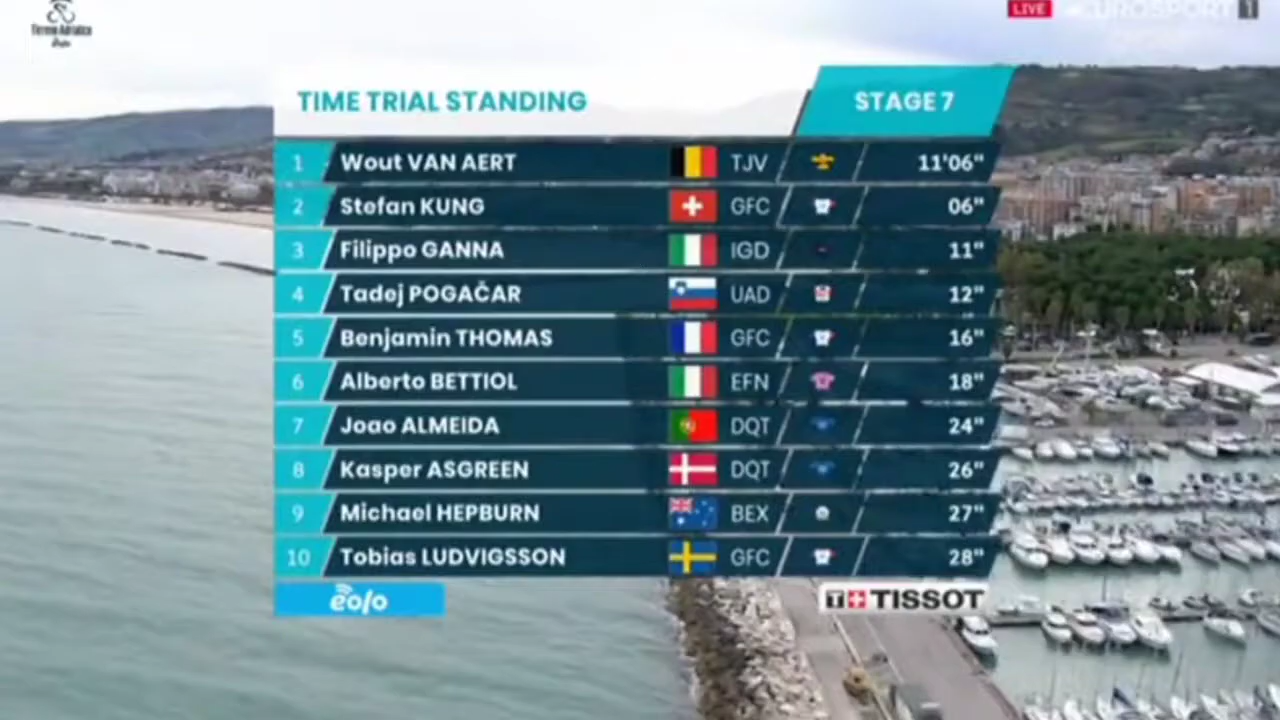 Tirreno Adriatico
LIVE EUROSPORT 1
TIME TRIAL STANDING STAGE 7
1 Wout VAN AERT TJV 11'06"
2 Stefan KUNG GFC 06"
3 Filippo GANNA IGD 11"
4 Tadej POGAČAR UAD 12"
5 Benjamin THOMAS GFC 16"
6 Alberto BETTIOL EFN 18"
7 Joao ALMEIDA DQT 24"
8 Kasper ASGREEN DQT 26"
9 Michael HEPBURN BEX 27"
10 Tobias LUDVIGSSON GFC 28"
eolo T+ TISSOT